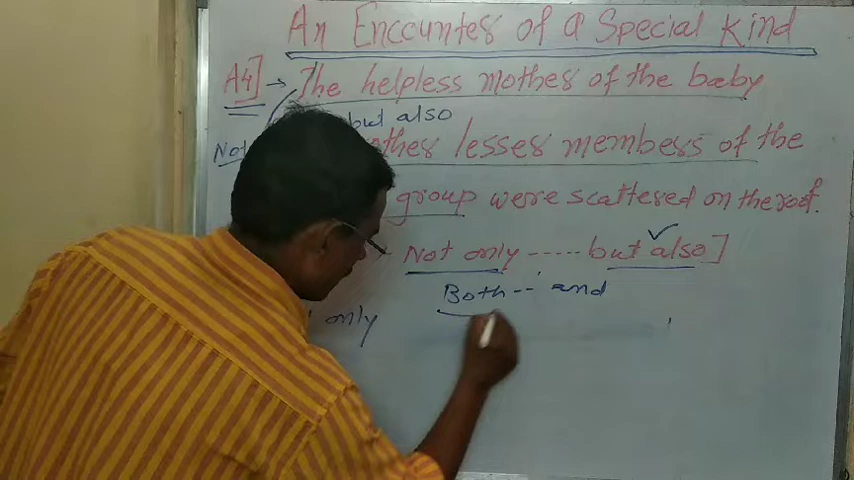 An Encounter of a Special Kind
A4] → The helpless mother of the baby
but also
Not
other lesser members of the
group were scattered on the roof.
Not only ----- but also ✓]
Both -- and
only